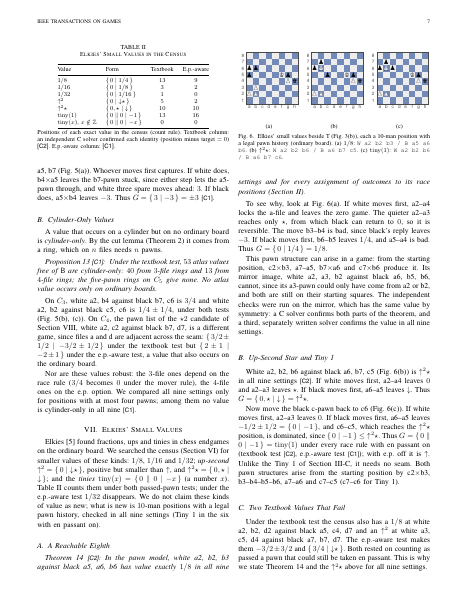 IEEE TRANSACTIONS ON GAMES
7
TABLE II
ELKIES' SMALL VALUES IN THE CENSUS
Value Form Textbook E.p.-aware
1/8 { 0 | 1/4 } 13 9
1/16 { 0 | 1/8 } 3 2
1/32 { 0 | 1/16 } 1 0
↑² { 0 | ↓⋆ } 5 2
↑²⋆ { 0, ⋆ | ↓ } 10 10
tiny(1) { 0 ∥ 0 | −1 } 13 16
tiny(x), x ∉ ℤ { 0 ∥ 0 | −x } 0 0
Positions of each exact value in the census (count rule). Textbook column:
an independent C solver confirmed each identity (position minus target = 0)
[C2]. E.p.-aware column: [C1].
a5, b7 (Fig. 5(a)). Whoever moves first captures. If white does,
b4×a5 leaves the b7-pawn stuck, since either step lets the a5-
pawn through, and white three spare moves ahead: 3. If black
does, a5×b4 leaves −3. Thus G = { 3 | −3 } = ±3 [C1].
B. Cylinder-Only Values
A value that occurs on a cylinder but on no ordinary board
is cylinder-only. By the cut lemma (Theorem 2) it comes from
a ring, which on n files needs n pawns.
Proposition 13 [C1]: Under the textbook test, 53 atlas values
free of B are cylinder-only: 40 from 3-file rings and 13 from
4-file rings; the five-pawn rings on C₅ give none. No atlas
value occurs only on ordinary boards.
On C₃, white a2, b4 against black b7, c6 is 3/4 and white
a2, b2 against black c5, c6 is 1/4 ± 1/4, under both tests
(Fig. 5(b), (c)). On C₄, the pawn list of the ⋆2 candidate of
Section VIII, white a2, c2 against black b7, d7, is a different
game, since files a and d are adjacent across the seam: { 3/2 ±
1/2 | −3/2 ± 1/2 } under the textbook test but { 2 ± 1 |
−2 ± 1 } under the e.p.-aware test, a value that also occurs on
the ordinary board.
Nor are these values robust: the 3-file ones depend on the
race rule (3/4 becomes 0 under the mover rule), the 4-file
ones on the e.p. option. We compared all nine settings only
for positions with at most four pawns; among them no value
is cylinder-only in all nine [C1].
VII. ELKIES' SMALL VALUES
Elkies [5] found fractions, ups and tinies in chess endgames
on the ordinary board. We searched the census (Section VI) for
smaller values of these kinds: 1/8, 1/16 and 1/32; up-second
↑² = { 0 | ↓⋆ }, positive but smaller than ↑, and ↑²⋆ = { 0, ⋆ |
↓ }; and the tinies tiny(x) = { 0 ∥ 0 | −x } (a number x).
Table II counts them under both passed-pawn tests; under the
e.p.-aware test 1/32 disappears. We do not claim these kinds
of value as new; what is new is 10-man positions with a legal
pawn history, checked in all nine settings (Tiny 1 in the six
with en passant on).
A. A Reachable Eighth
Theorem 14 [C2]: In the pawn model, white a2, b2, b3
against black a5, a6, b6 has value exactly 1/8 in all nine
(a)
(b)
(c)
settings and for every assignment of outcomes to its race
positions (Section II).
To see why, look at Fig. 6(a). If white moves first, a2–a4
locks the a-file and leaves the zero game. The quieter a2–a3
reaches only ⋆, from which black can return to 0, so it is
reversible. The move b3–b4 is bad, since black's reply leaves
−3. If black moves first, b6–b5 leaves 1/4, and a5–a4 is bad.
Thus G = { 0 | 1/4 } = 1/8.
This pawn structure can arise in a game: from the starting
position, c2×b3, a7–a5, b7×a6 and c7×b6 produce it. Its
mirror image, white a2, a3, b2 against black a6, b5, b6,
cannot, since its a3-pawn could only have come from a2 or b2,
and both are still on their starting squares. The independent
checks were run on the mirror, which has the same value by
symmetry: a C solver confirmed both parts of the theorem, and
a third, separately written solver confirms the value in all nine
settings.
B. Up-Second Star and Tiny 1
White a2, b2, b6 against black a6, b7, c5 (Fig. 6(b)) is ↑²⋆
in all nine settings [C2]. If white moves first, a2–a4 leaves 0
and a2–a3 leaves ⋆. If black moves first, a6–a5 leaves ↓. Thus
G = { 0, ⋆ | ↓ } = ↑²⋆.
Now move the black c-pawn back to c6 (Fig. 6(c)). If white
moves first, a2–a3 leaves 0. If black moves first, a6–a5 leaves
−1/2 ± 1/2 = { 0 | −1 }, and c6–c5, which reaches the ↑²⋆
position, is dominated, since { 0 | −1 } ≤ ↑²⋆. Thus G = { 0 ∥
0 | −1 } = tiny(1) under every race rule with en passant on
(textbook test [C2], e.p.-aware test [C1]); with e.p. off it is ↑.
Unlike the Tiny 1 of Section III-C, it needs no seam. Both
pawn structures arise from the starting position by c2×b3,
b3–b4–b5–b6, a7–a6 and c7–c5 (c7–c6 for Tiny 1).
C. Two Textbook Values That Fail
Under the textbook test the census also has a 1/8 at white
a2, b2, d2 against black a5, c4, d7 and an ↑² at white a3,
c5, d4 against black a7, b7, d7. The e.p.-aware test makes
them −3/2 ± 3/2 and { 3/4 | ↓⋆ }. Both rested on counting as
passed a pawn that could still be taken en passant. This is why
we state Theorem 14 and the ↑²⋆ above for all nine settings.